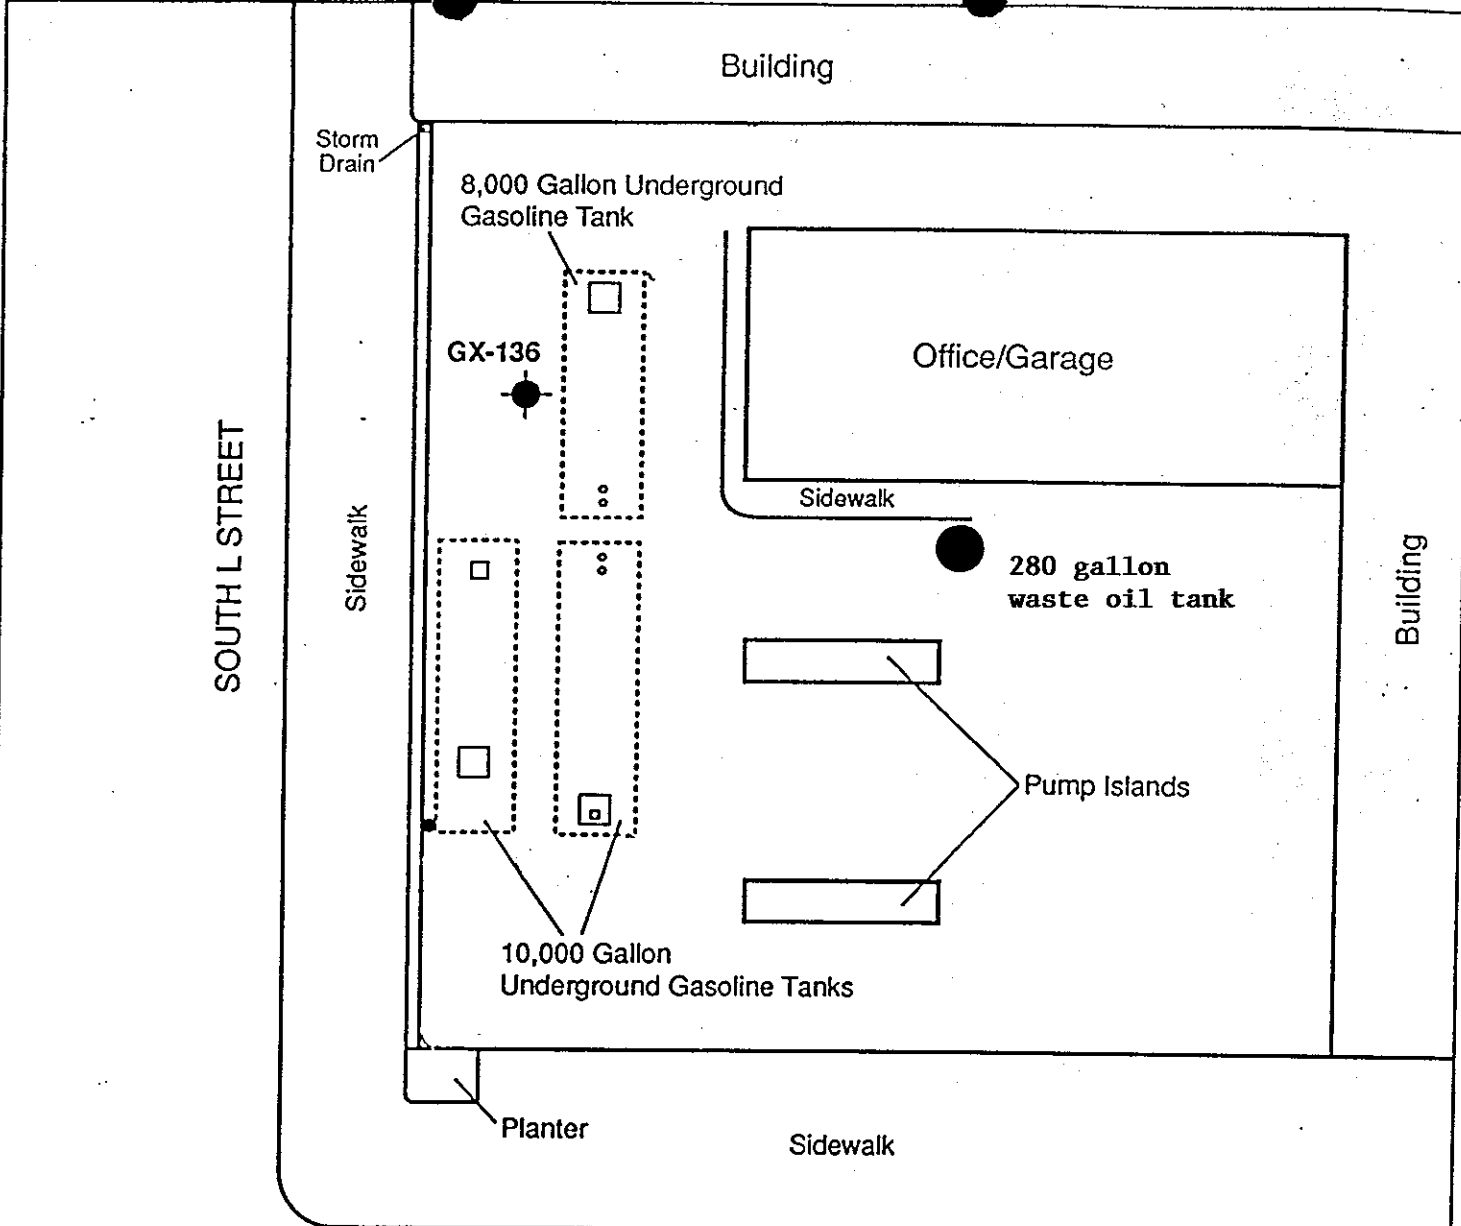 Building
Storm
Drain
8,000 Gallon Underground
Gasoline Tank
GX-136
Office/Garage
SOUTH L STREET
Sidewalk
Sidewalk
280 gallon
waste oil tank
Building
Pump Islands
10,000 Gallon
Underground Gasoline Tanks
Planter
Sidewalk